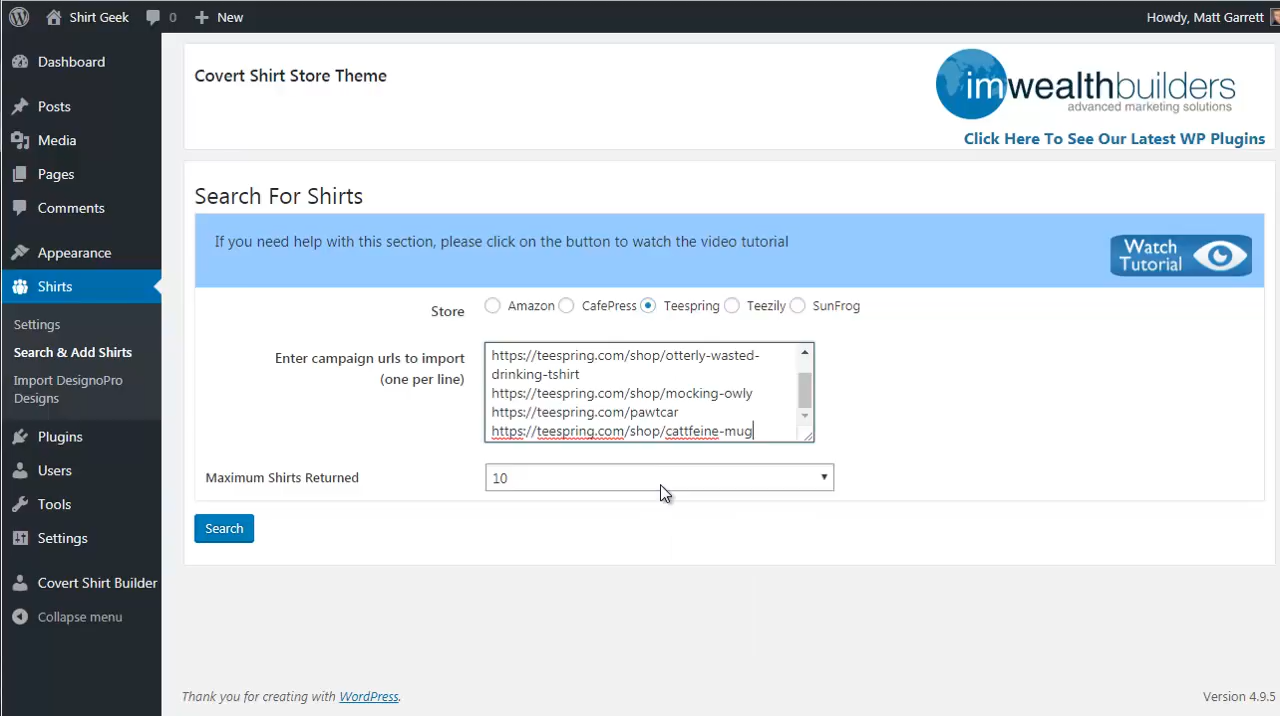 Shirt Geek 0 New Howdy, Matt Garrett
Dashboard
Posts
Media
Pages
Comments
Appearance
Shirts
Settings
Search & Add Shirts
Import DesignoPro
Designs
Plugins
Users
Tools
Settings
Covert Shirt Builder
Collapse menu
Covert Shirt Store Theme
imwealthbuilders
advanced marketing solutions
Click Here To See Our Latest WP Plugins
Search For Shirts
If you need help with this section, please click on the button to watch the video tutorial
Watch
Tutorial
Store Amazon CafePress Teespring Teezily SunFrog
Enter campaign urls to import
(one per line)
https://teespring.com/shop/otterly-wasted-
drinking-tshirt
https://teespring.com/shop/mocking-owly
https://teespring.com/pawtcar
https://teespring.com/shop/cattfeine-mug
Maximum Shirts Returned 10
Search
Thank you for creating with WordPress. Version 4.9.5